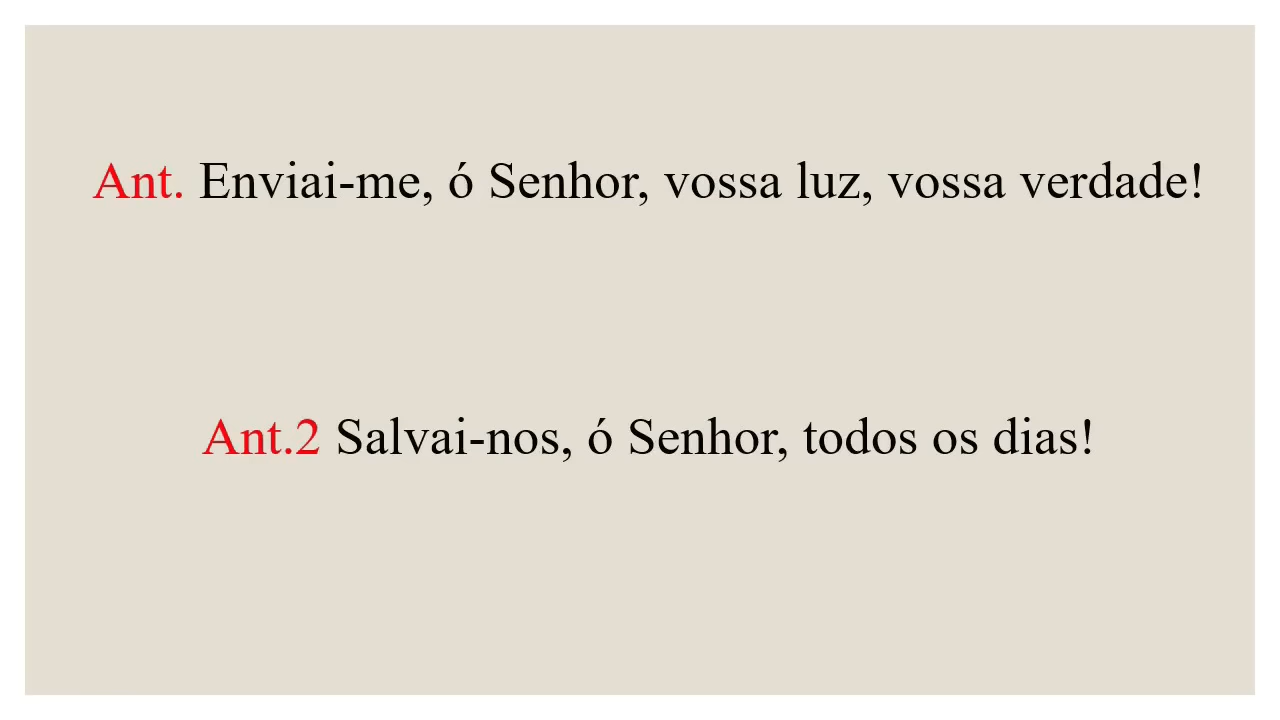 Ant. Enviai-me, ó Senhor, vossa luz, vossa verdade!
Ant.2 Salvai-nos, ó Senhor, todos os dias!